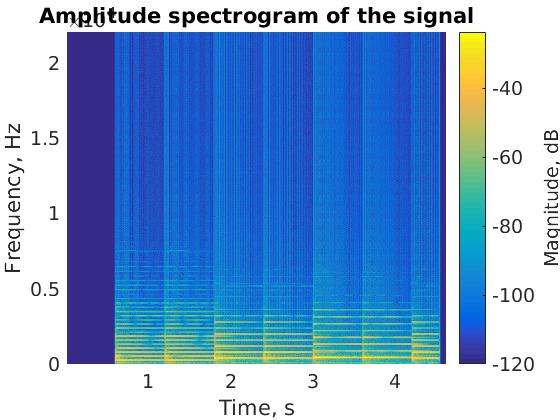 Amplitude spectrogram of the signal
2
1.5
1
0.5
0
1 2 3 4
Frequency, Hz
Time, s
-40
-60
-80
-100
-120
Magnitude, dB